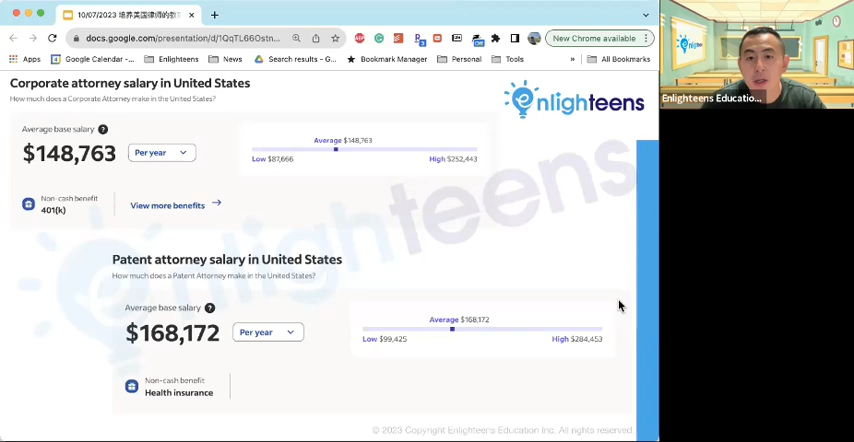 10/07/2023 培养美国律师的教育
docs.google.com/presentation/d/1QqTL66Ostn...
New Chrome available
Apps
Google Calendar -...
Enlighteens
News
Search results - G...
Bookmark Manager
Personal
Tools
»
All Bookmarks
Corporate attorney salary in United States
How much does a Corporate Attorney make in the United States?
enlighteens
Average base salary ?
$148,763
Per year
Average $148,763
Low $87,666
High $252,443
Non-cash benefit
401(k)
View more benefits →
enlighteens
Patent attorney salary in United States
How much does a Patent Attorney make in the United States?
Average base salary ?
$168,172
Per year
Average $168,172
Low $99,425
High $284,453
Non-cash benefit
Health insurance
© 2023 Copyright Enlighteens Education Inc. All rights reserved
Enlighteens Educatio...